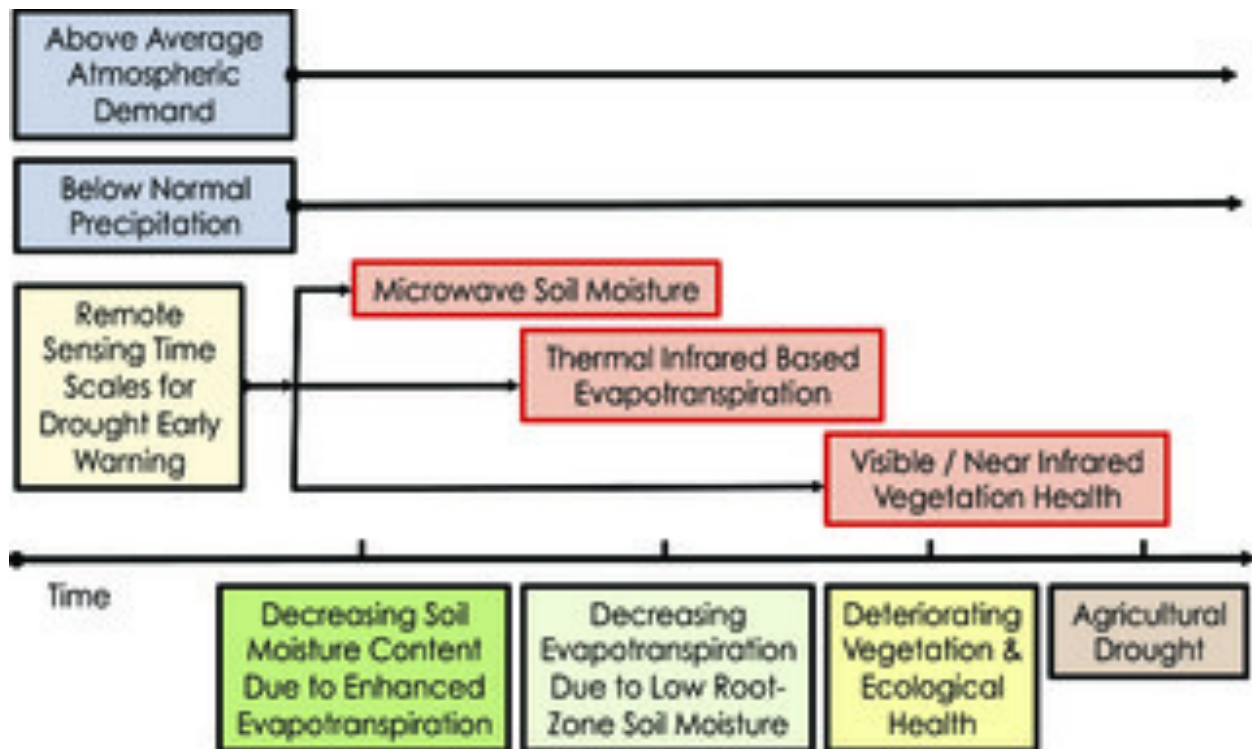 Above Average
Atmospheric
Demand
Below Normal
Precipitation
Remote
Sensing Time
Scales for
Drought Early
Warning
Microwave Soil Moisture
Thermal Infrared Based
Evapotranspiration
Visible / Near Infrared
Vegetation Health
Time
Decreasing Soil
Moisture Content
Due to Enhanced
Evapotranspiration
Decreasing
Evapotranspiration
Due to Low Root-
Zone Soil Moisture
Deteriorating
Vegetation &
Ecological
Health
Agricultural
Drought